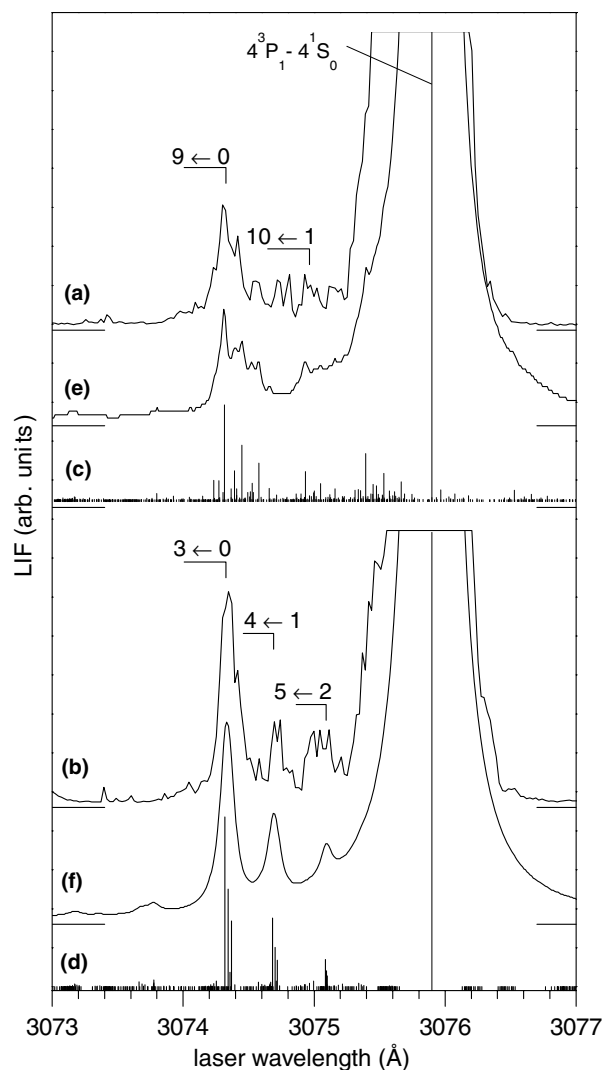 4³P₁ - 4¹S₀
9 ← 0
10 ← 1
(a)
(e)
(c)
LIF (arb. units)
3 ← 0
4 ← 1
5 ← 2
(b)
(f)
(d)
3073 3074 3075 3076 3077
laser wavelength (Å)